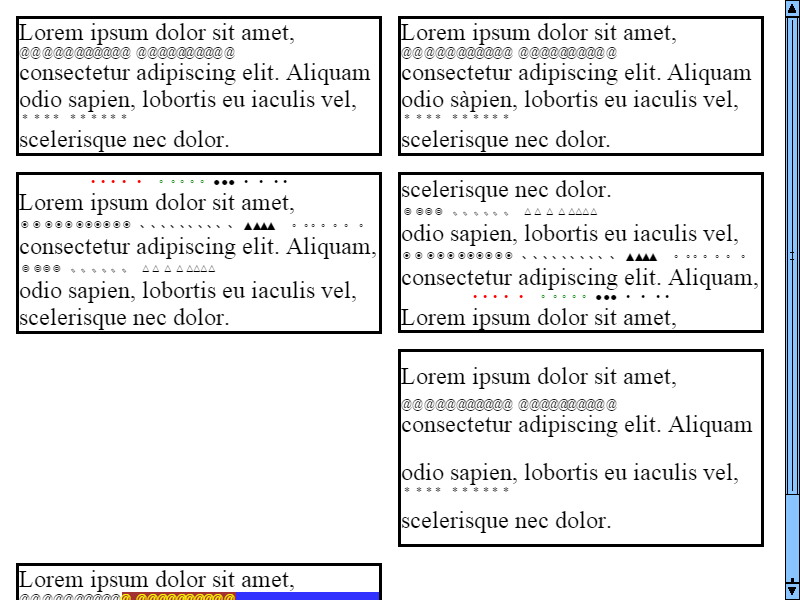 Lorem ipsum dolor sit amet,
consectetur adipiscing elit. Aliquam
odio sapien, lobortis eu iaculis vel,
scelerisque nec dolor.
Lorem ipsum dolor sit amet,
consectetur adipiscing elit. Aliquam
odio sàpien, lobortis eu iaculis vel,
scelerisque nec dolor.
Lorem ipsum dolor sit amet,
consectetur adipiscing elit. Aliquam,
odio sapien, lobortis eu iaculis vel,
scelerisque nec dolor.
scelerisque nec dolor.
odio sapien, lobortis eu iaculis vel,
consectetur adipiscing elit. Aliquam,
Lorem ipsum dolor sit amet,
Lorem ipsum dolor sit amet,
consectetur adipiscing elit. Aliquam
odio sapien, lobortis eu iaculis vel,
scelerisque nec dolor.
Lorem ipsum dolor sit amet,